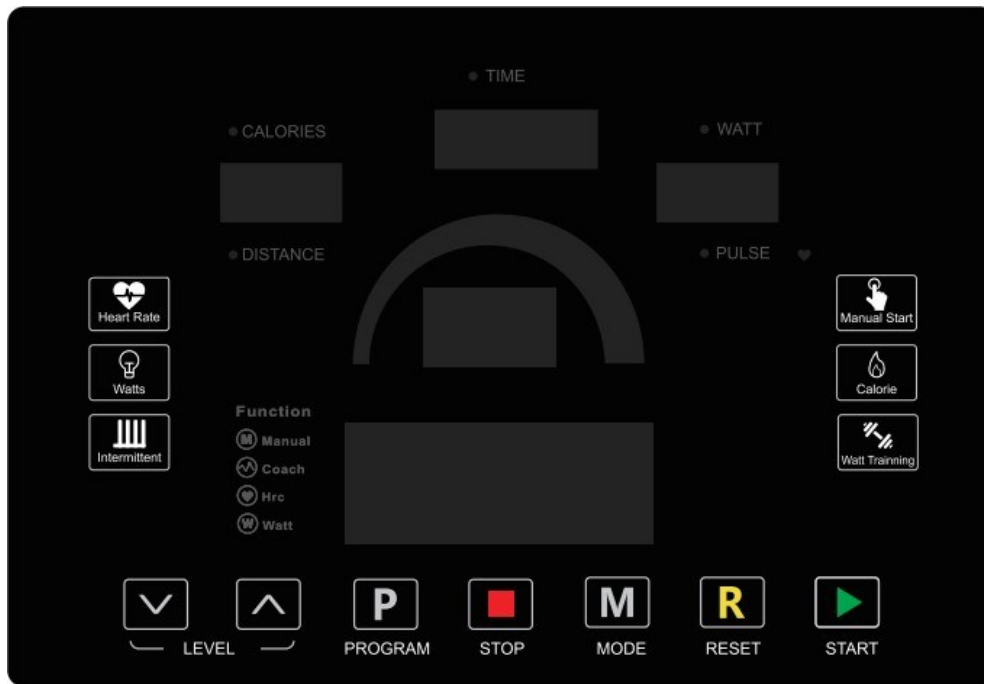 TIME
CALORIES
WATT
DISTANCE
PULSE
Heart Rate
Manual Start
Watts
Calorie
Intermittent
Watt Trainning
Function
M Manual
Coach
Hrc
W Watt
P
M
R
LEVEL
PROGRAM
STOP
MODE
RESET
START